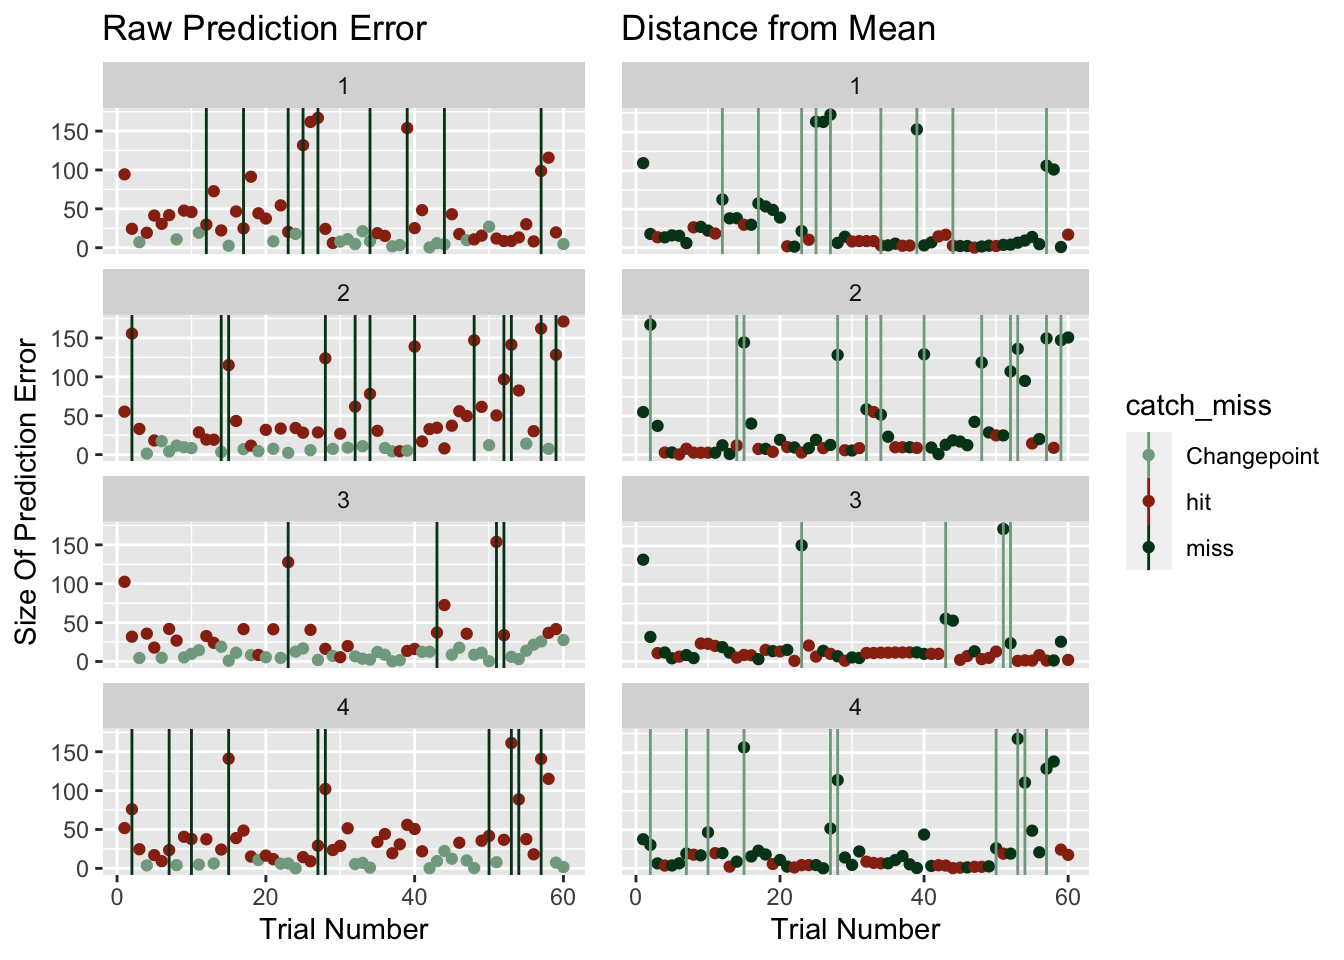 Raw Prediction Error
Distance from Mean
1
1
150
100
50
0
2
2
150
100
50
0
3
3
150
100
50
0
4
4
150
100
50
0
0 20 40 60
0 20 40 60
Trial Number
Trial Number
Size Of Prediction Error
catch_miss
Changepoint
hit
miss